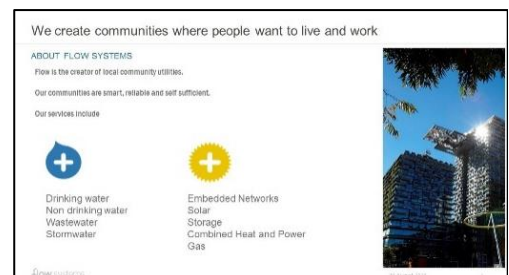 We create communities where people want to live and work
ABOUT FLOW SYSTEMS
Flow is the creator of local community utilities.
Our communities are smart, reliable and self sufficient.
Our services include
Drinking water
Non drinking water
Wastewater
Stormwater
Embedded Networks
Solar
Storage
Combined Heat and Power
Gas
flowsystems